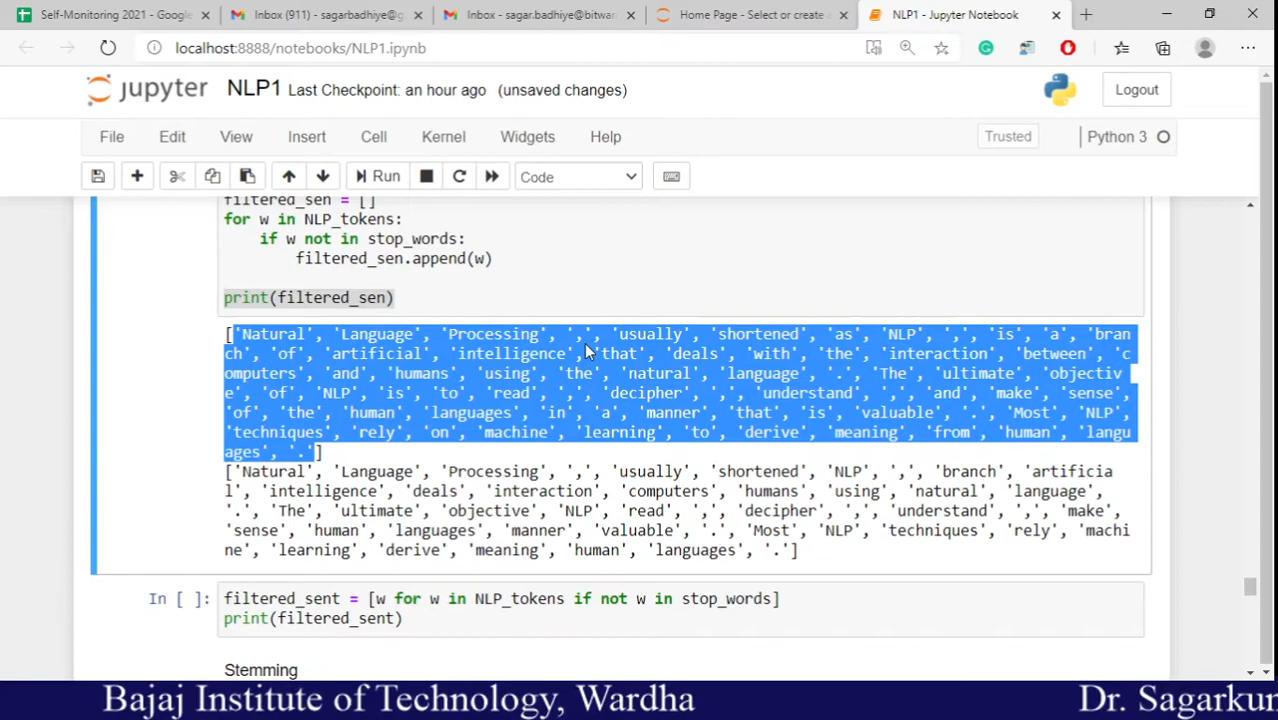 Self-Monitoring 2021 - Google
Inbox (911) - sagarbadhiye@g
Inbox - sagar.badhiye@bitwar
Home Page - Select or create a
NLP1 - Jupyter Notebook
localhost:8888/notebooks/NLP1.ipynb
jupyter NLP1 Last Checkpoint: an hour ago (unsaved changes)
Logout
File Edit View Insert Cell Kernel Widgets Help
Trusted
Python 3
Run
Code
filtered_sen = []
for w in NLP_tokens:
    if w not in stop_words:
        filtered_sen.append(w)
print(filtered_sen)
['Natural', 'Language', 'Processing', ',', 'usually', 'shortened', 'as', 'NLP', ',', 'is', 'a', 'bran
ch', 'of', 'artificial', 'intelligence', 'that', 'deals', 'with', 'the', 'interaction', 'between', 'c
omputers', 'and', 'humans', 'using', 'the', 'natural', 'language', '.', 'The', 'ultimate', 'objectiv
e', 'of', 'NLP', 'is', 'to', 'read', ',', 'decipher', ',', 'understand', ',', 'and', 'make', 'sense',
'of', 'the', 'human', 'languages', 'in', 'a', 'manner', 'that', 'is', 'valuable', '.', 'Most', 'NLP',
'techniques', 'rely', 'on', 'machine', 'learning', 'to', 'derive', 'meaning', 'from', 'human', 'langu
ages', '.']
['Natural', 'Language', 'Processing', ',', 'usually', 'shortened', 'NLP', ',', 'branch', 'artificia
l', 'intelligence', 'deals', 'interaction', 'computers', 'humans', 'using', 'natural', 'language',
'.', 'The', 'ultimate', 'objective', 'NLP', 'read', ',', 'decipher', ',', 'understand', ',', 'make',
'sense', 'human', 'languages', 'manner', 'valuable', '.', 'Most', 'NLP', 'techniques', 'rely', 'machi
ne', 'learning', 'derive', 'meaning', 'human', 'languages', '.']
In [ ]:
filtered_sent = [w for w in NLP_tokens if not w in stop_words]
print(filtered_sent)
Stemming
Bajaj Institute of Technology, Wardha
Dr. Sagarkur